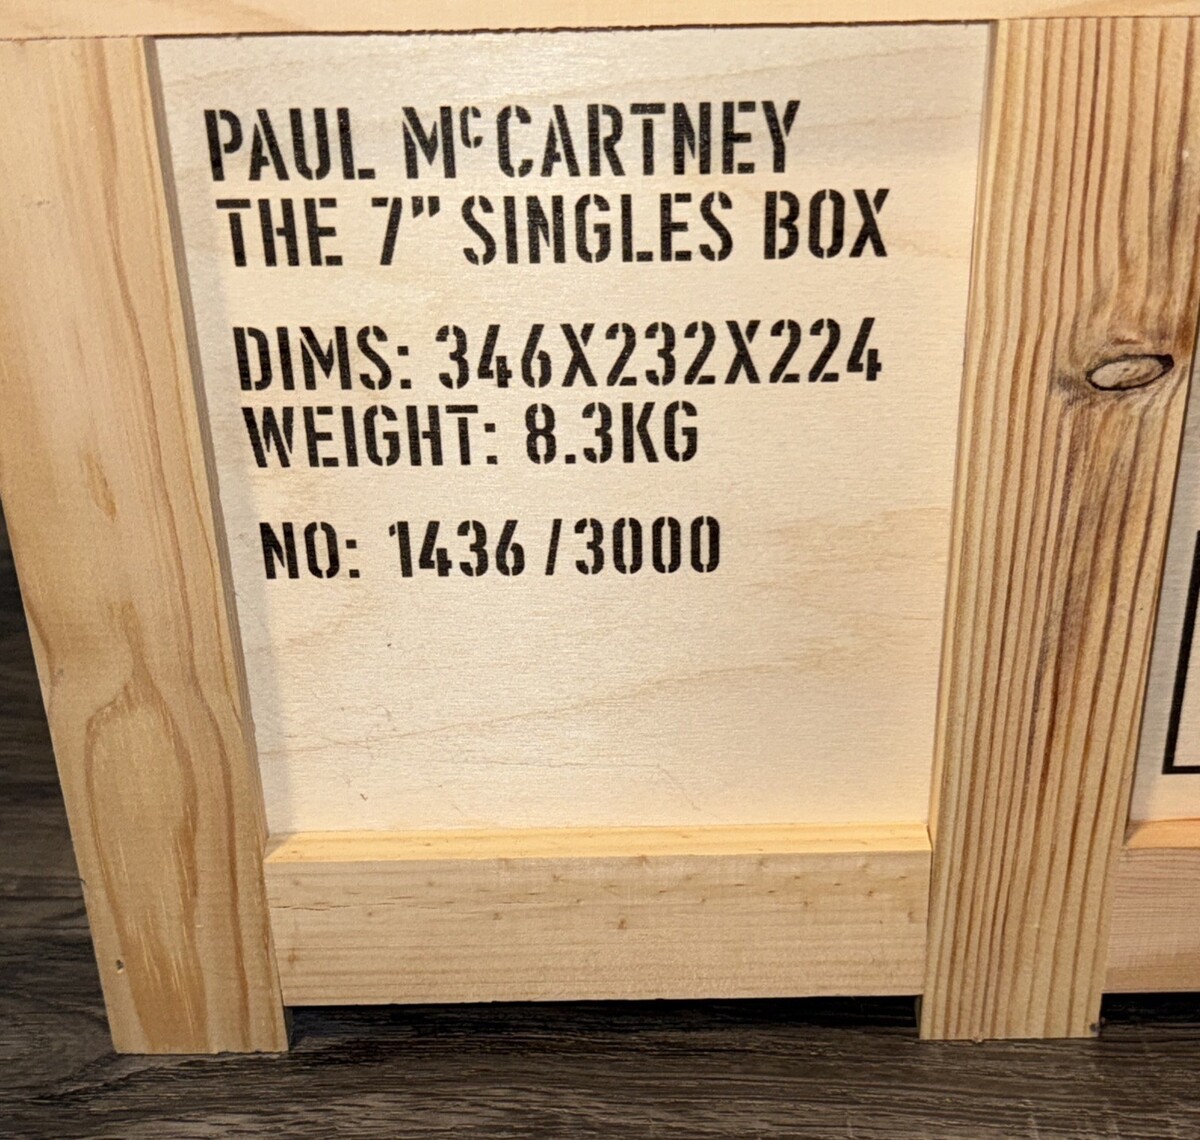 PAUL McCARTNEY
THE 7" SINGLES BOX
DIMS: 346X232X224
WEIGHT: 8.3KG
NO: 1436/3000